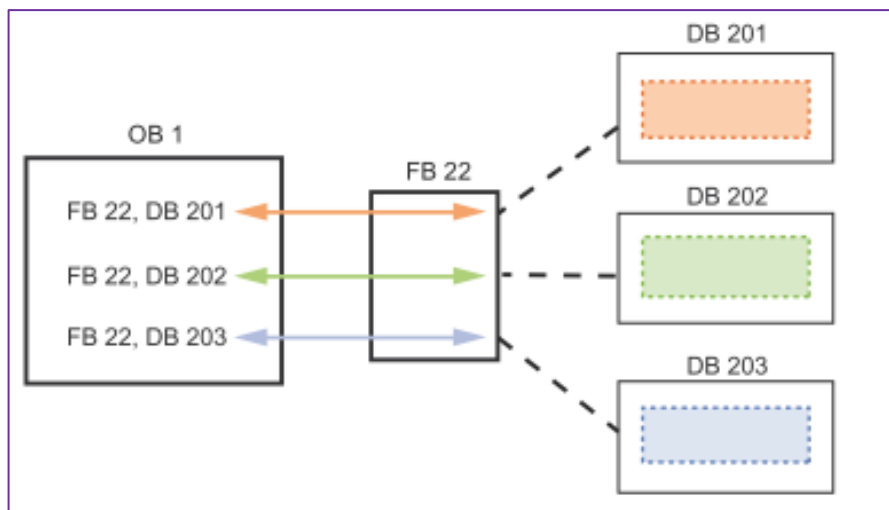 OB 1
FB 22, DB 201
FB 22, DB 202
FB 22, DB 203
FB 22
DB 201
DB 202
DB 203